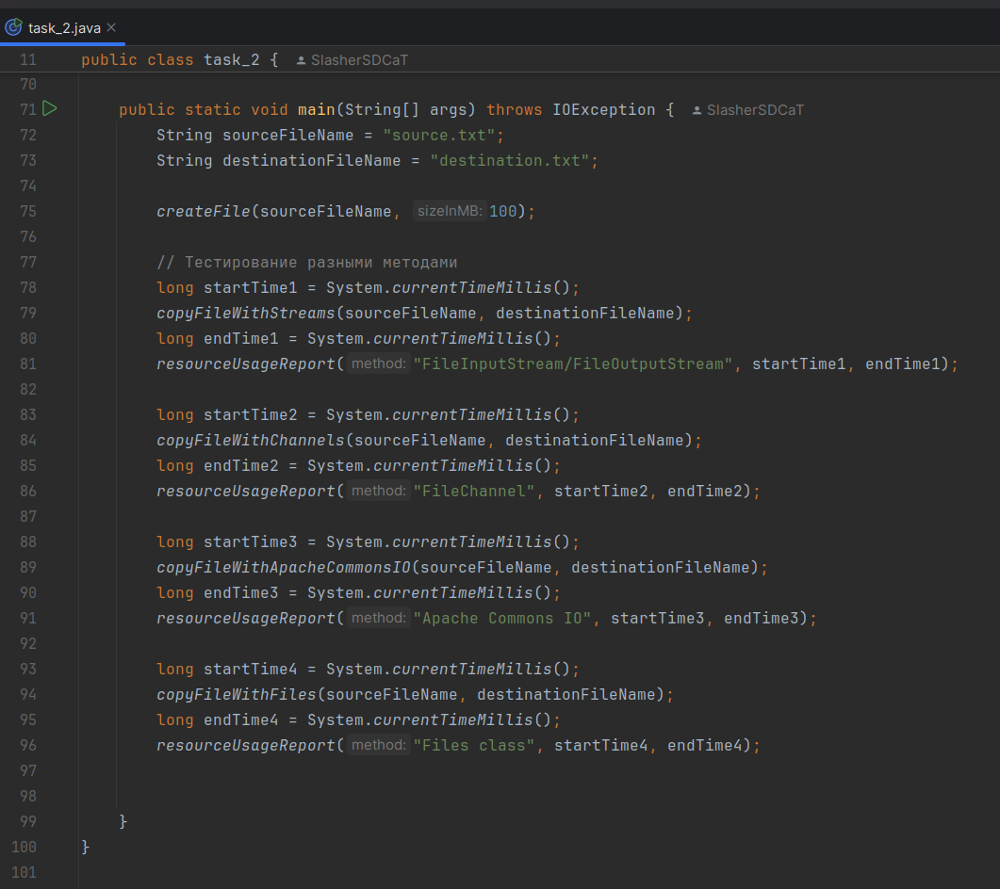 task_2.java
11 public class task_2 { SlasherSDCaT
70
71 public static void main(String[] args) throws IOException { SlasherSDCaT
72 String sourceFileName = "source.txt";
73 String destinationFileName = "destination.txt";
74
75 createFile(sourceFileName, sizeInMB: 100);
76
77 // Тестирование разными методами
78 long startTime1 = System.currentTimeMillis();
79 copyFileWithStreams(sourceFileName, destinationFileName);
80 long endTime1 = System.currentTimeMillis();
81 resourceUsageReport( method: "FileInputStream/FileOutputStream", startTime1, endTime1);
82
83 long startTime2 = System.currentTimeMillis();
84 copyFileWithChannels(sourceFileName, destinationFileName);
85 long endTime2 = System.currentTimeMillis();
86 resourceUsageReport( method: "FileChannel", startTime2, endTime2);
87
88 long startTime3 = System.currentTimeMillis();
89 copyFileWithApacheCommonsIO(sourceFileName, destinationFileName);
90 long endTime3 = System.currentTimeMillis();
91 resourceUsageReport( method: "Apache Commons IO", startTime3, endTime3);
92
93 long startTime4 = System.currentTimeMillis();
94 copyFileWithFiles(sourceFileName, destinationFileName);
95 long endTime4 = System.currentTimeMillis();
96 resourceUsageReport( method: "Files class", startTime4, endTime4);
97
98
99 }
100 }
101